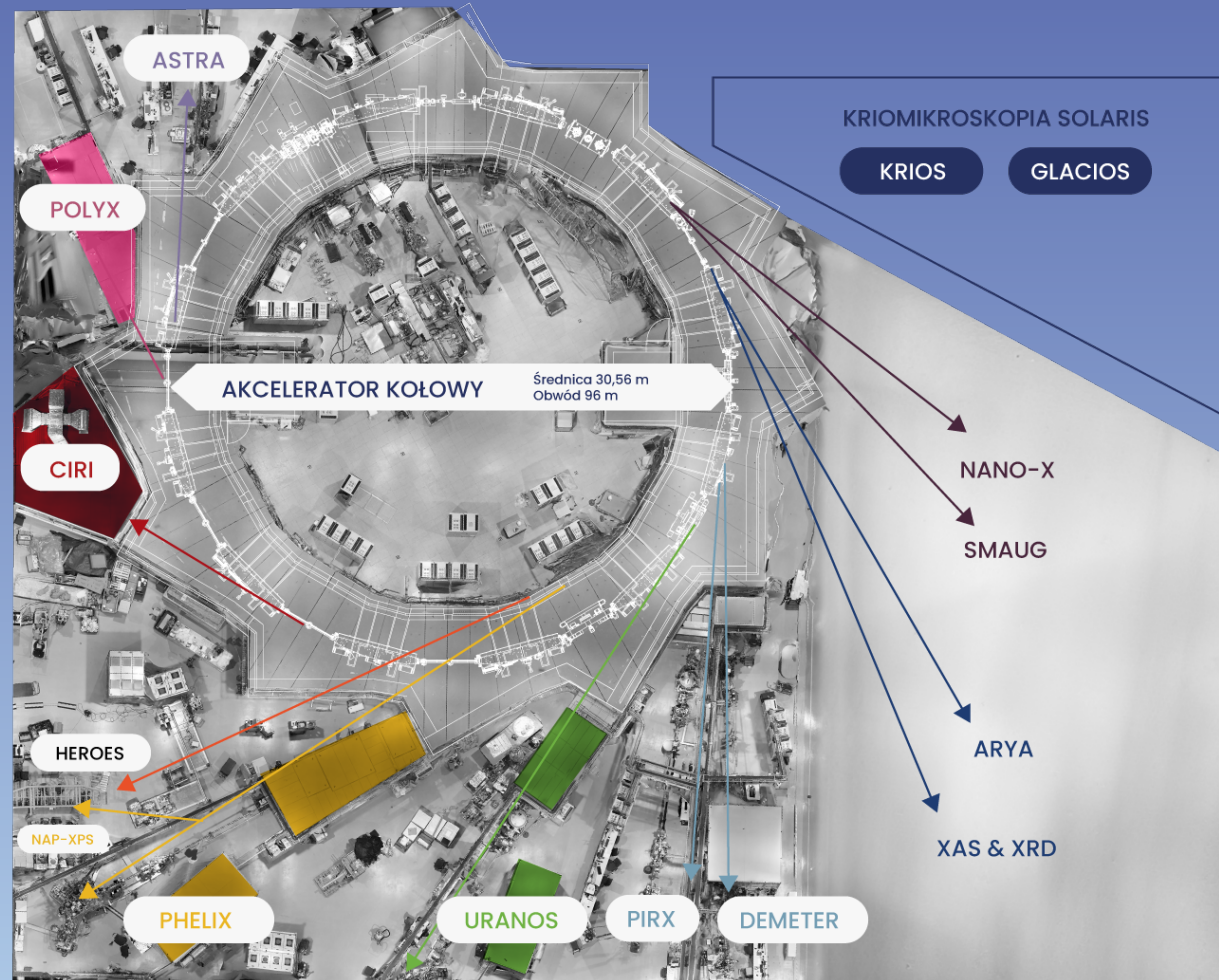 ASTRA
KRIOMIKROSKOPIA SOLARIS
KRIOS
GLACIOS
POLYX
AKCELERATOR KOŁOWY
Średnica 30,56 m
Obwód 96 m
CIRI
NANO-X
SMAUG
HEROES
ARYA
NAP-XPS
XAS & XRD
PHELIX
URANOS
PIRX
DEMETER